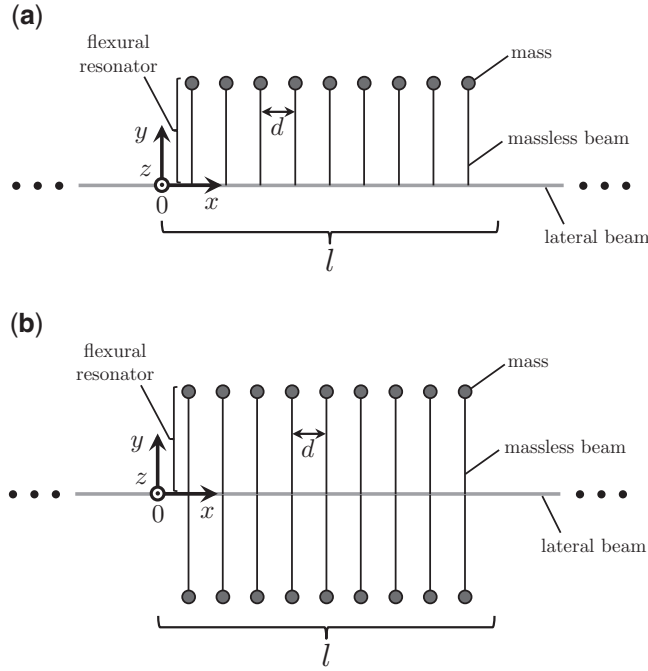 (a)
flexural
resonator
mass
d
massless beam
y
z
0
x
lateral beam
l
(b)
flexural
resonator
mass
d
massless beam
y
z
0
x
lateral beam
l